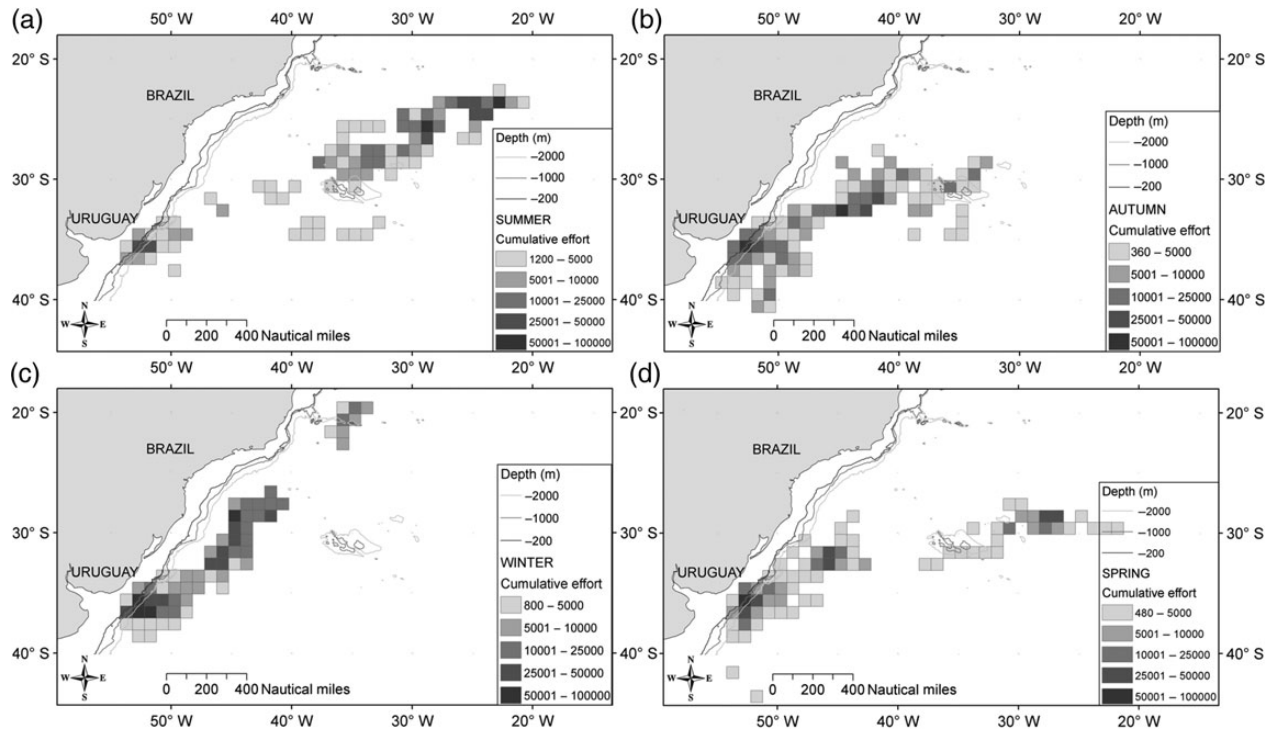 (a)
50° W 40° W 30° W 20° W
20° S
30° S
40° S
BRAZIL
URUGUAY
Depth (m)
–2000
–1000
–200
SUMMER
Cumulative effort
1200 – 5000
5001 – 10000
10001 – 25000
25001 – 50000
50001 – 100000
N
W E
S
0 200 400 Nautical miles
(b)
50° W 40° W 30° W 20° W
20° S
30° S
40° S
BRAZIL
URUGUAY
Depth (m)
–2000
–1000
–200
AUTUMN
Cumulative effort
360 – 5000
5001 – 10000
10001 – 25000
25001 – 50000
50001 – 100000
N
W E
S
0 200 400 Nautical miles
20° S
30° S
40° S
(c)
20° S
30° S
40° S
BRAZIL
URUGUAY
Depth (m)
–2000
–1000
–200
WINTER
Cumulative effort
800 – 5000
5001 – 10000
10001 – 25000
25001 – 50000
50001 – 100000
N
W E
S
0 200 400 Nautical miles
50° W 40° W 30° W 20° W
(d)
BRAZIL
URUGUAY
Depth (m)
–2000
–1000
–200
SPRING
Cumulative effort
480 – 5000
5001 – 10000
10001 – 25000
25001 – 50000
50001 – 100000
N
W E
S
0 200 400 Nautical miles
20° S
30° S
40° S
50° W 40° W 30° W 20° W